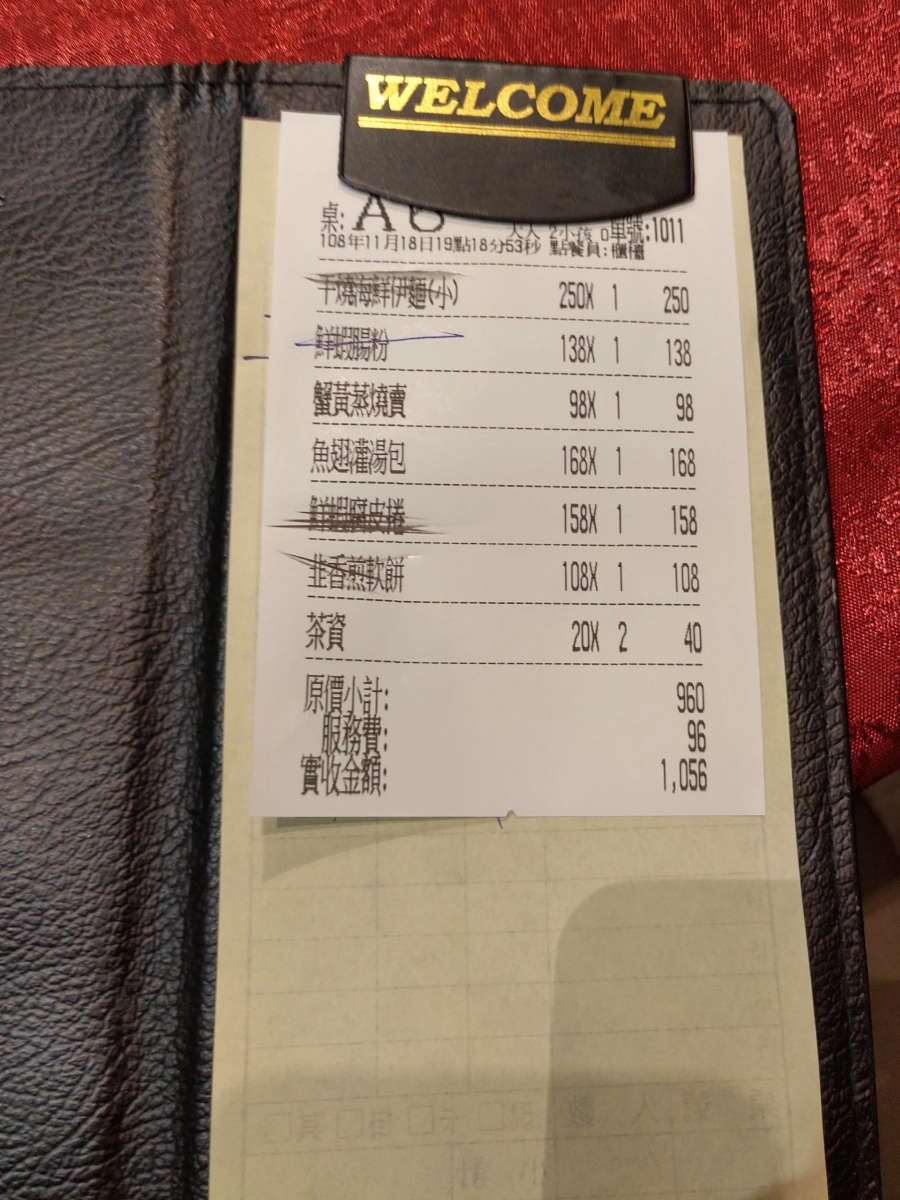 WELCOME
桌: A6 大人 2小孩 0單號:1011
108年11月18日19點18分53秒 點餐員:櫃檯
干燒海鮮伊麵(小) 250X 1 250
鮮蝦腸粉 138X 1 138
蟹黃蒸燒賣 98X 1 98
魚翅灌湯包 168X 1 168
鮮蝦腐皮捲 158X 1 158
韭香煎軟餅 108X 1 108
茶資 20X 2 40
原價小計: 960
服務費: 96
實收金額: 1,056